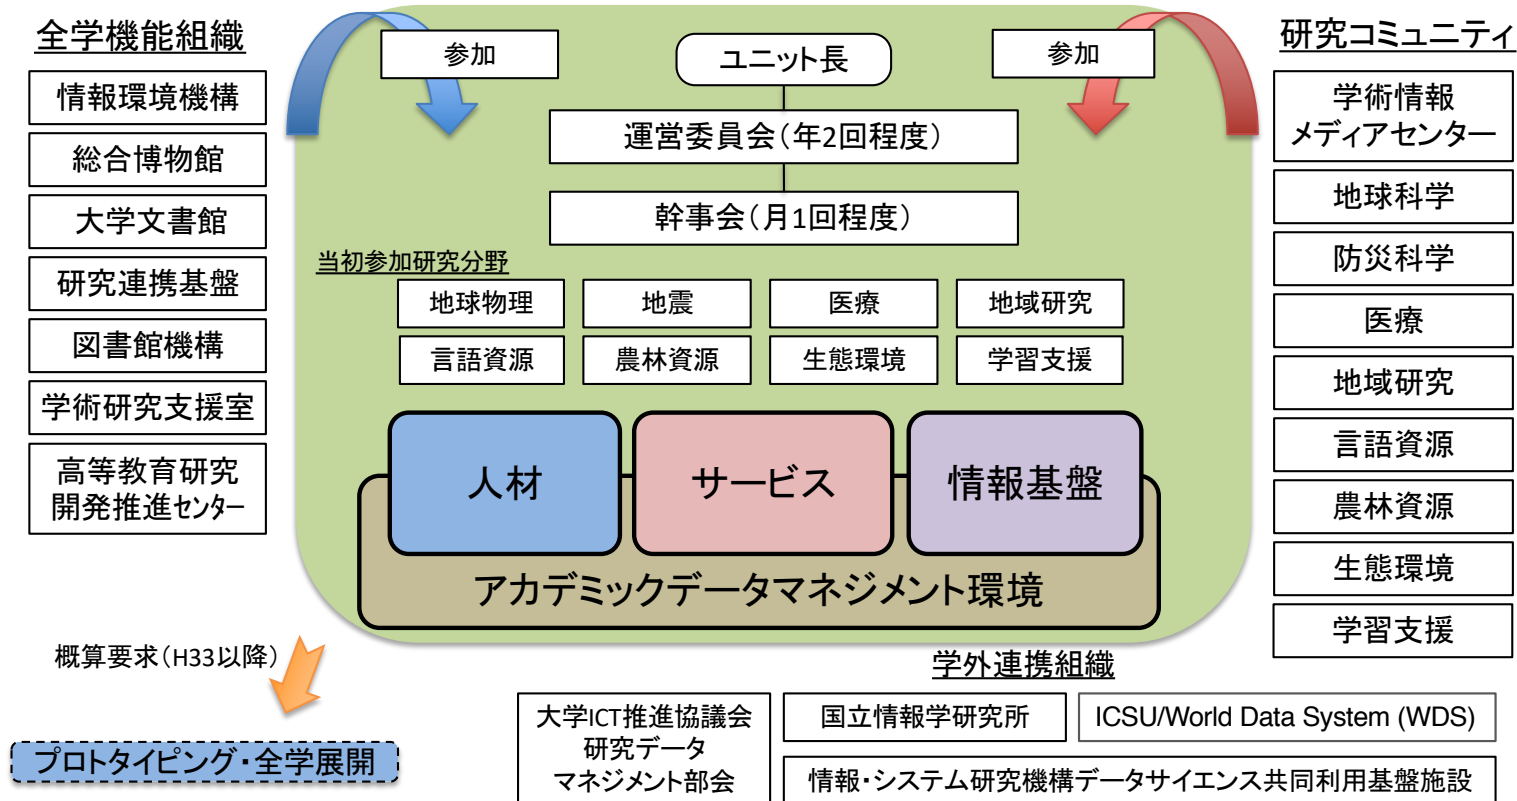 全学機能組織
情報環境機構
総合博物館
大学文書館
研究連携基盤
図書館機構
学術研究支援室
高等教育研究
開発推進センター
参加
ユニット長
参加
運営委員会(年2回程度)
幹事会(月1回程度)
当初参加研究分野
地球物理
地震
医療
地域研究
言語資源
農林資源
生態環境
学習支援
人材
サービス
情報基盤
アカデミックデータマネジメント環境
研究コミュニティ
学術情報
メディアセンター
地球科学
防災科学
医療
地域研究
言語資源
農林資源
生態環境
学習支援
概算要求(H33以降)
プロトタイピング・全学展開
学外連携組織
大学ICT推進協議会
研究データ
マネジメント部会
国立情報学研究所
ICSU/World Data System (WDS)
情報・システム研究機構データサイエンス共同利用基盤施設